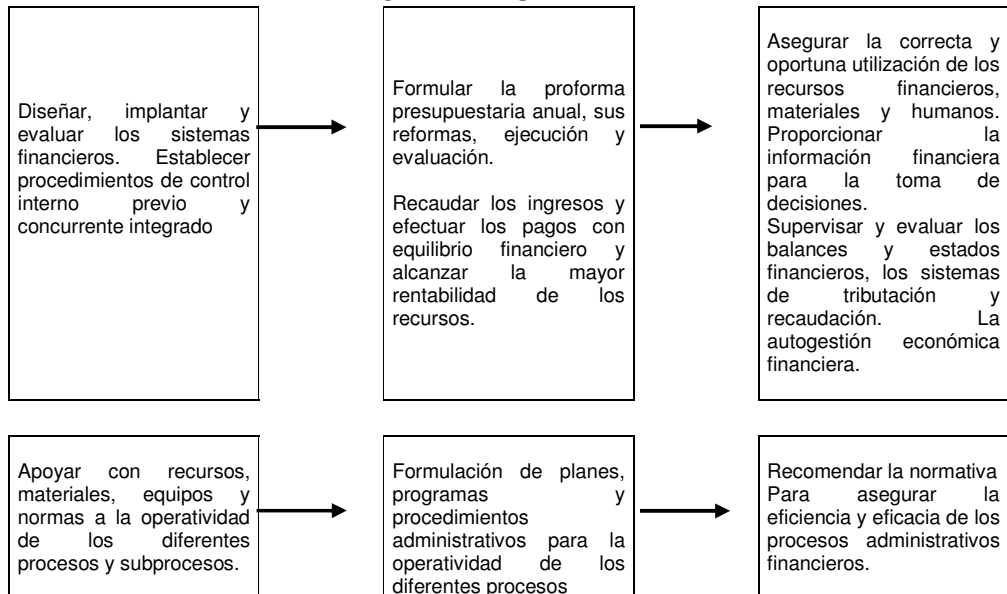 Diseñar, implantar y
evaluar los sistemas
financieros. Establecer
procedimientos de control
interno previo y
concurrente integrado
Formular la proforma
presupuestaria anual, sus
reformas, ejecución y
evaluación.
Recaudar los ingresos y
efectuar los pagos con
equilibrio financiero y
alcanzar la mayor
rentabilidad de los
recursos.
Asegurar la correcta y
oportuna utilización de los
recursos financieros,
materiales y humanos.
Proporcionar la
información financiera
para la toma de
decisiones.
Supervisar y evaluar los
balances y estados
financieros, los sistemas
de tributación y
recaudación. La
autogestión económica
financiera.
Apoyar con recursos,
materiales, equipos y
normas a la operatividad
de los diferentes
procesos y subprocesos.
Formulación de planes,
programas y
procedimientos
administrativos para la
operatividad de los
diferentes procesos
Recomendar la normativa
Para asegurar la
eficiencia y eficacia de los
procesos administrativos
financieros.